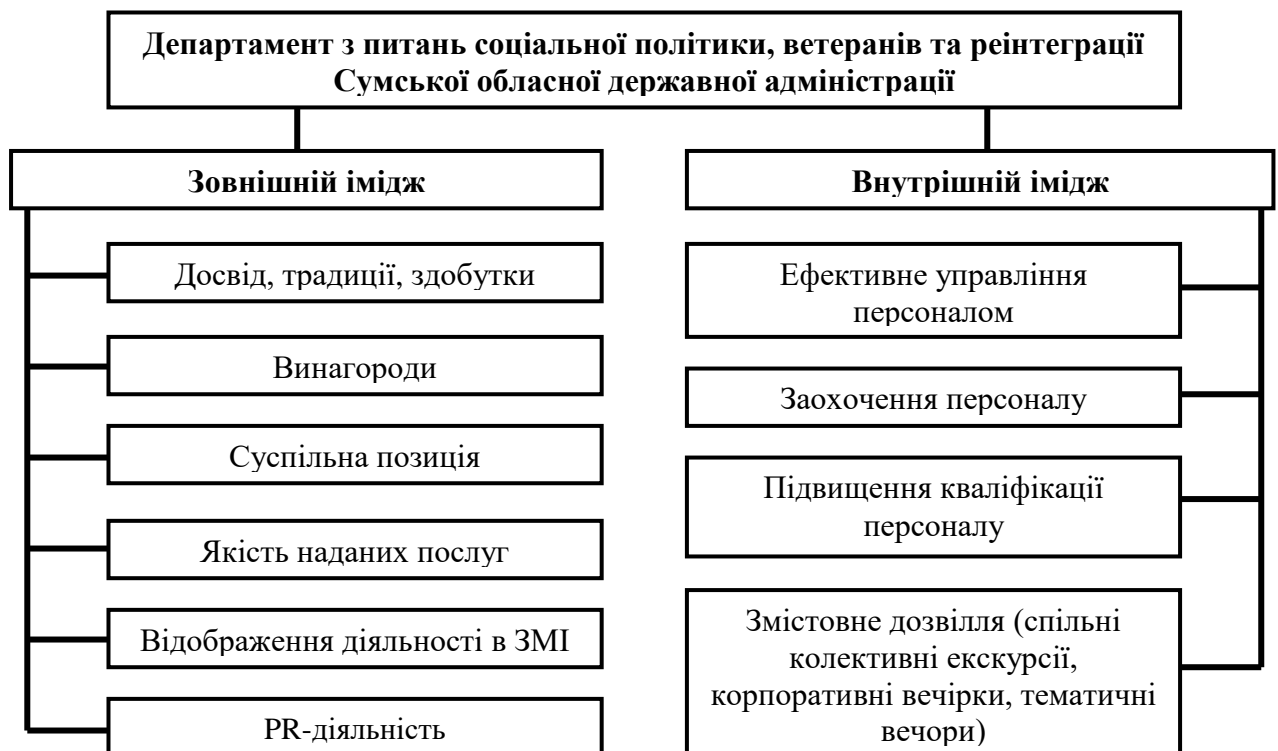 Департамент з питань соціальної політики, ветеранів та реінтеграції
Сумської обласної державної адміністрації
Зовнішній імідж
Досвід, традиції, здобутки
Винагороди
Суспільна позиція
Якість наданих послуг
Відображення діяльності в ЗМІ
PR-діяльність
Внутрішній імідж
Ефективне управління
персоналом
Заохочення персоналу
Підвищення кваліфікації
персоналу
Змістовне дозвілля (спільні
колективні екскурсії,
корпоративні вечірки, тематичні
вечори)